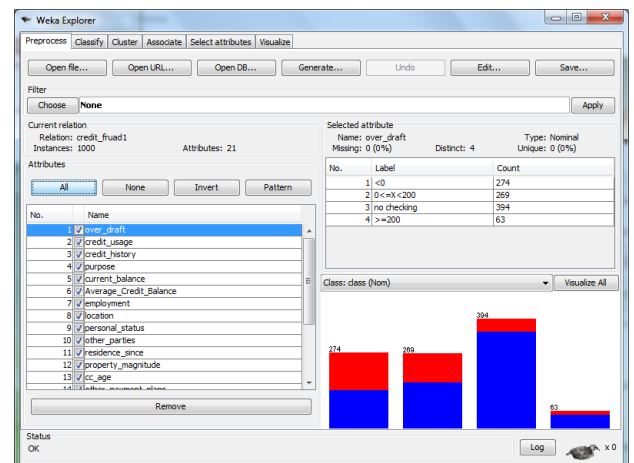 Weka Explorer
Preprocess Classify Cluster Associate Select attributes Visualize
Open file... Open URL... Open DB... Generate... Undo Edit... Save...
Filter
Choose None Apply
Current relation
Relation: credit_fruad1
Instances: 1000 Attributes: 21
Attributes
All None Invert Pattern
No. Name
1 over_draft
2 credit_usage
3 credit_history
4 purpose
5 current_balance
6 Average_Credit_Balance
7 employment
8 location
9 personal_status
10 other_parties
11 residence_since
12 property_magnitude
13 cc_age
14 other_payment_plans
Remove
Selected attribute
Name: over_draft Type: Nominal
Missing: 0 (0%) Distinct: 4 Unique: 0 (0%)
No. Label Count
1 <0 274
2 0<=X<200 269
3 no checking 394
4 >=200 63
Class: class (Nom) Visualize All
274
269
394
63
Status
OK
Log x 0